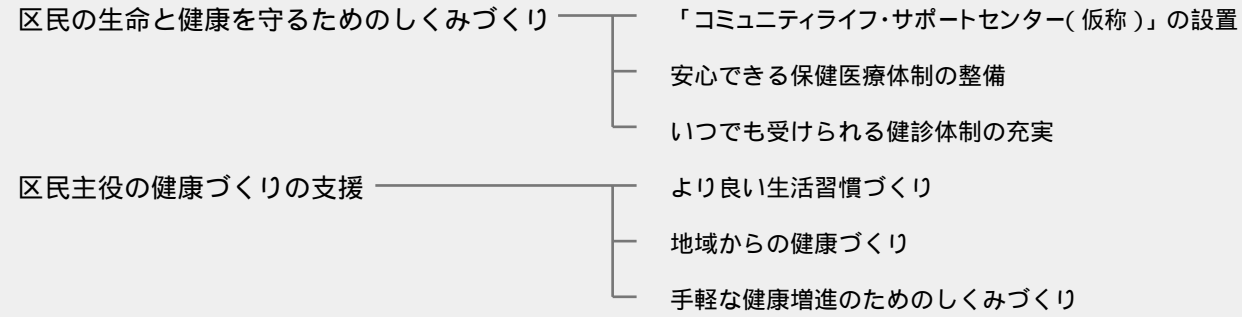 区民の生命と健康を守るためのしくみづくり
「コミュニティライフ・サポートセンター(仮称)」の設置
安心できる保健医療体制の整備
いつでも受けられる健診体制の充実
区民主役の健康づくりの支援
より良い生活習慣づくり
地域からの健康づくり
手軽な健康増進のためのしくみづくり